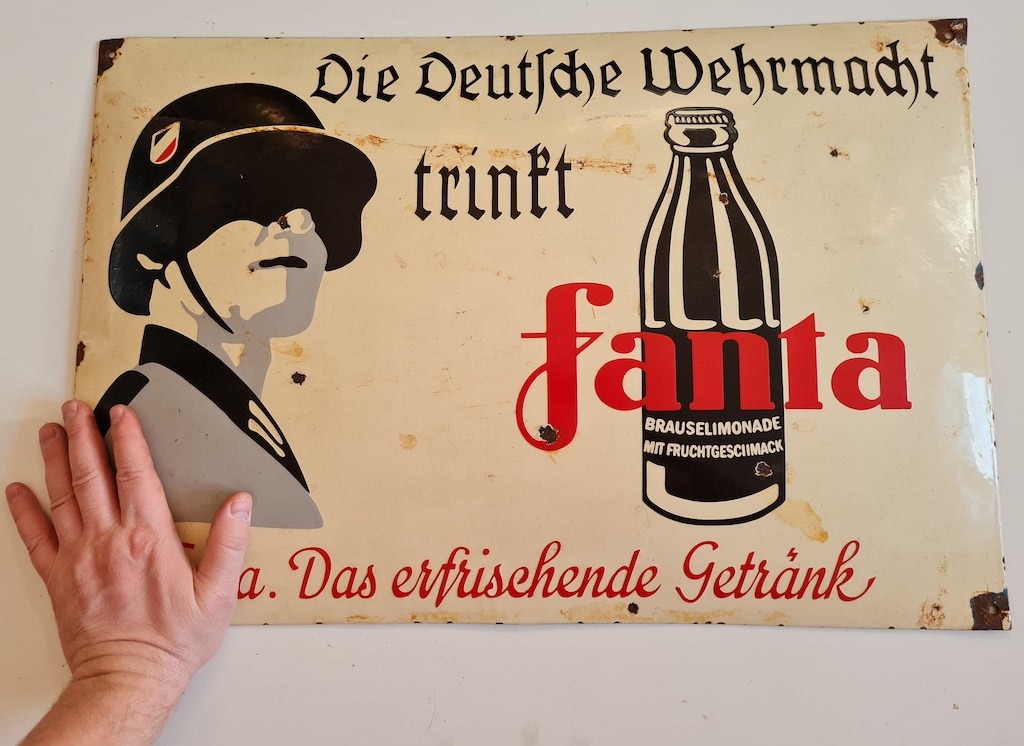 Die Deutſche Wehrmacht
trinkt
fanta
BRAUSELIMONADE
MIT FRUCHTGESCHMACK
a. Das erfrischende Getränk